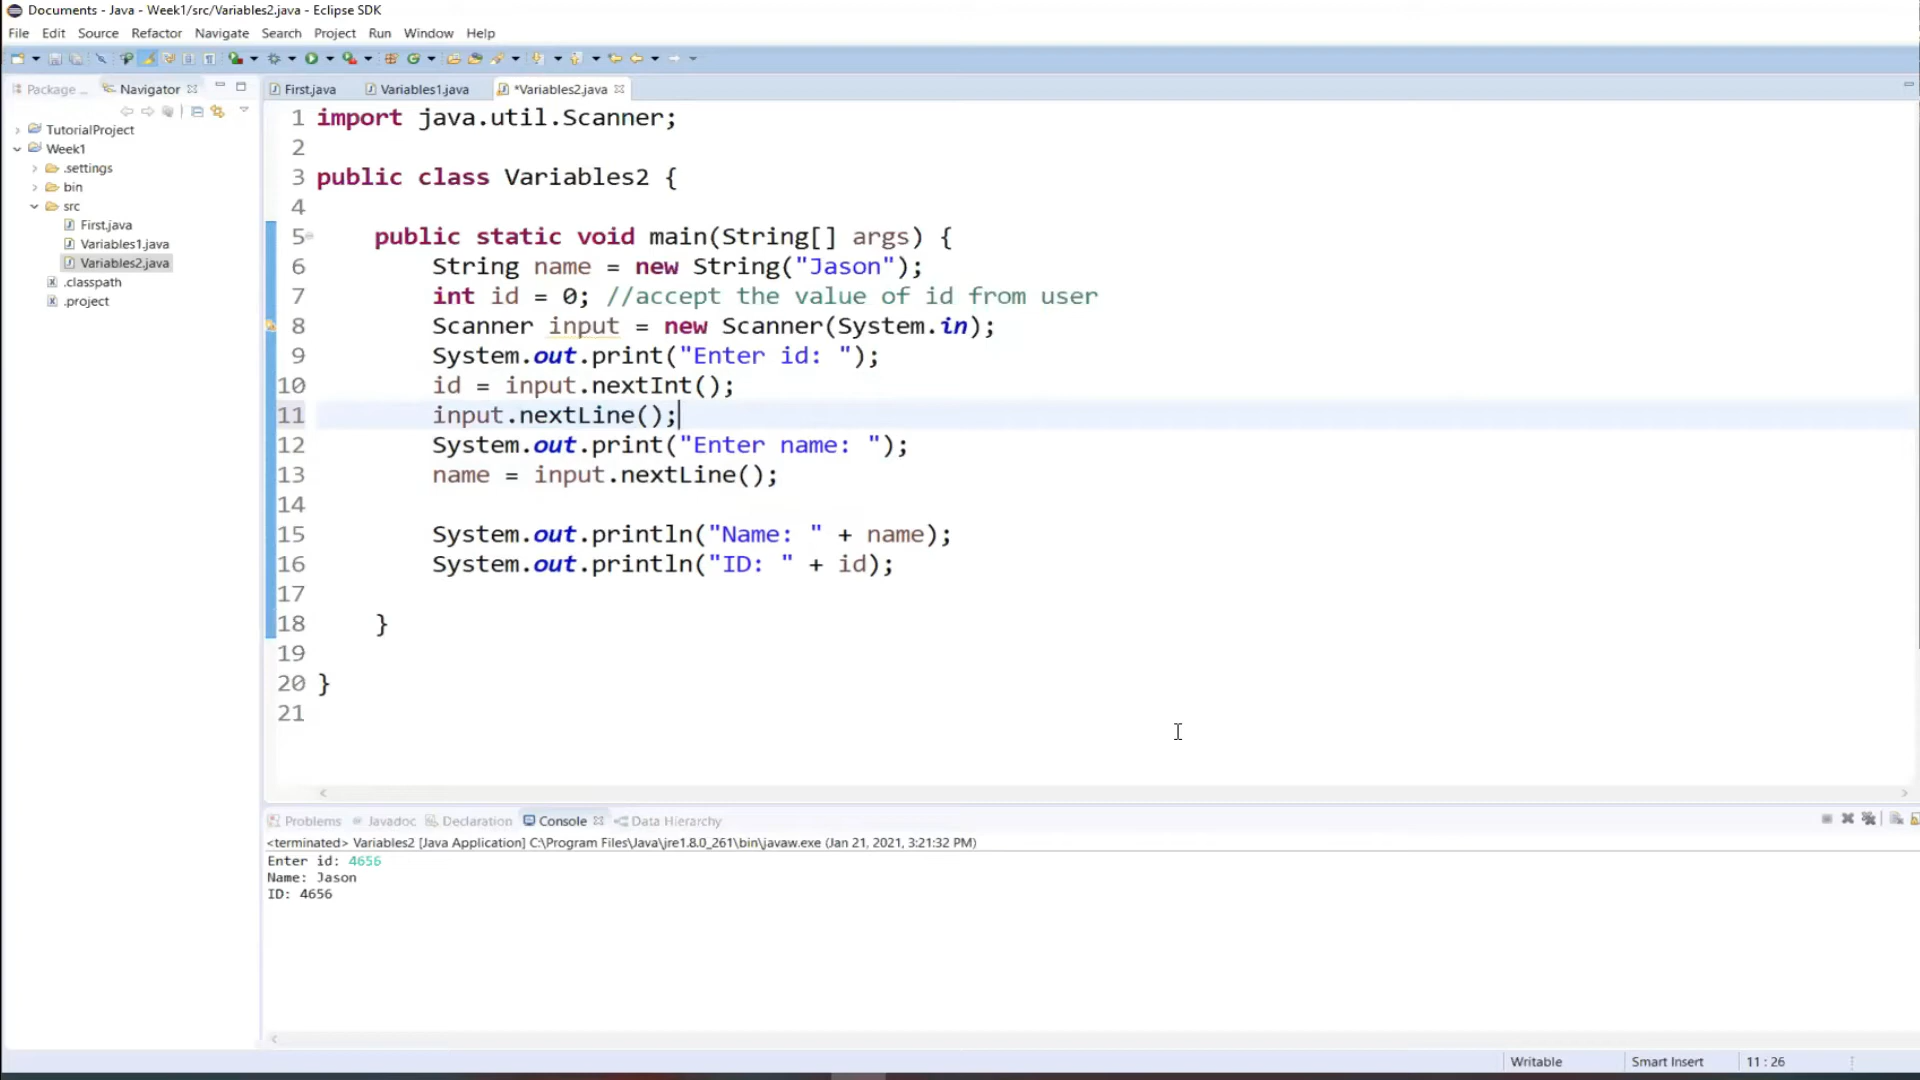 Documents - Java - Week1/src/Variables2.java - Eclipse SDK
File Edit Source Refactor Navigate Search Project Run Window Help
Package ... Navigator
First.java Variables1.java *Variables2.java
TutorialProject
Week1
.settings
bin
src
First.java
Variables1.java
Variables2.java
.classpath
.project
1 import java.util.Scanner;
2
3 public class Variables2 {
4
5 public static void main(String[] args) {
6 String name = new String("Jason");
7 int id = 0; //accept the value of id from user
8 Scanner input = new Scanner(System.in);
9 System.out.print("Enter id: ");
10 id = input.nextInt();
11 input.nextLine();
12 System.out.print("Enter name: ");
13 name = input.nextLine();
14
15 System.out.println("Name: " + name);
16 System.out.println("ID: " + id);
17
18 }
19
20 }
21
Problems Javadoc Declaration Console Data Hierarchy
<terminated> Variables2 [Java Application] C:\Program Files\Java\jre1.8.0_261\bin\javaw.exe (Jan 21, 2021, 3:21:32 PM)
Enter id: 4656
Name: Jason
ID: 4656
Writable Smart Insert 11 : 26